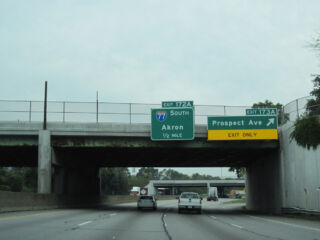 EXIT 172A
77 SOUTH
Akron
½ MILE
EXIT 173A
Prospect Ave
EXIT ONLY